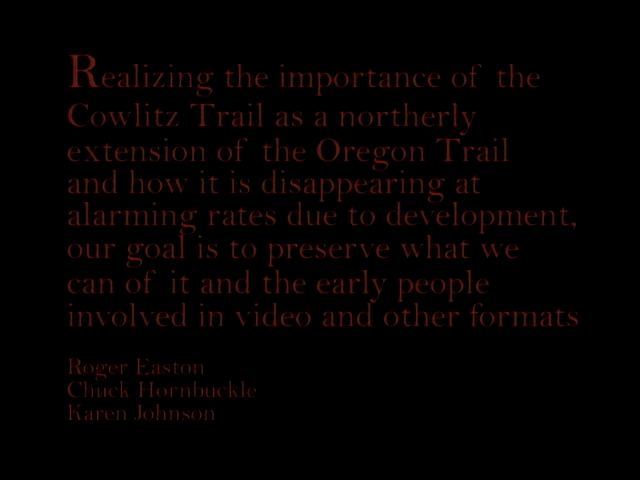 Realizing the importance of the
Cowlitz Trail as a northerly
extension of the Oregon Trail
and how it is disappearing at
alarming rates due to development,
our goal is to preserve what we
can of it and the early people
involved in video and other formats
Roger Easton
Chuck Hornbuckle
Karen Johnson